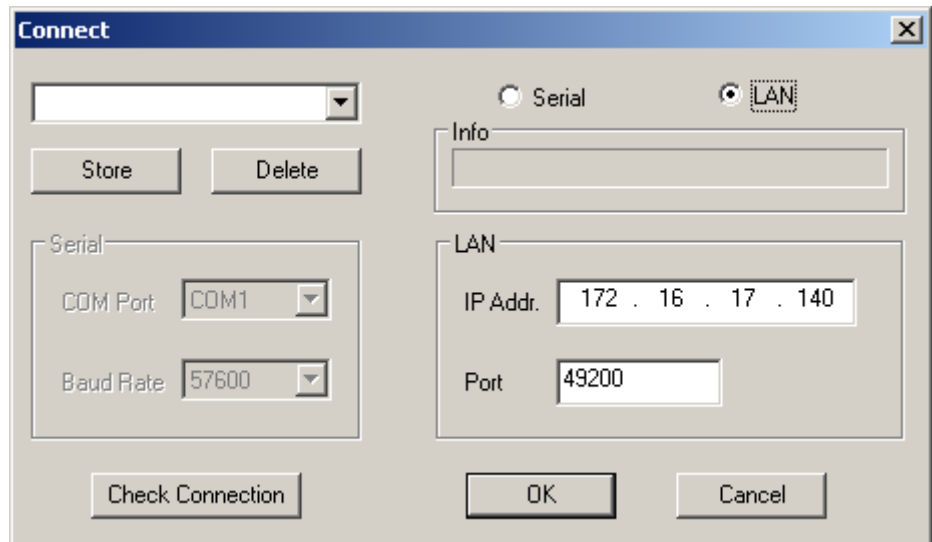 Connect
Serial
LAN
Info
Store
Delete
Serial
COM Port
COM1
Baud Rate
57600
LAN
IP Addr.
172 . 16 . 17 . 140
Port
49200
Check Connection
OK
Cancel